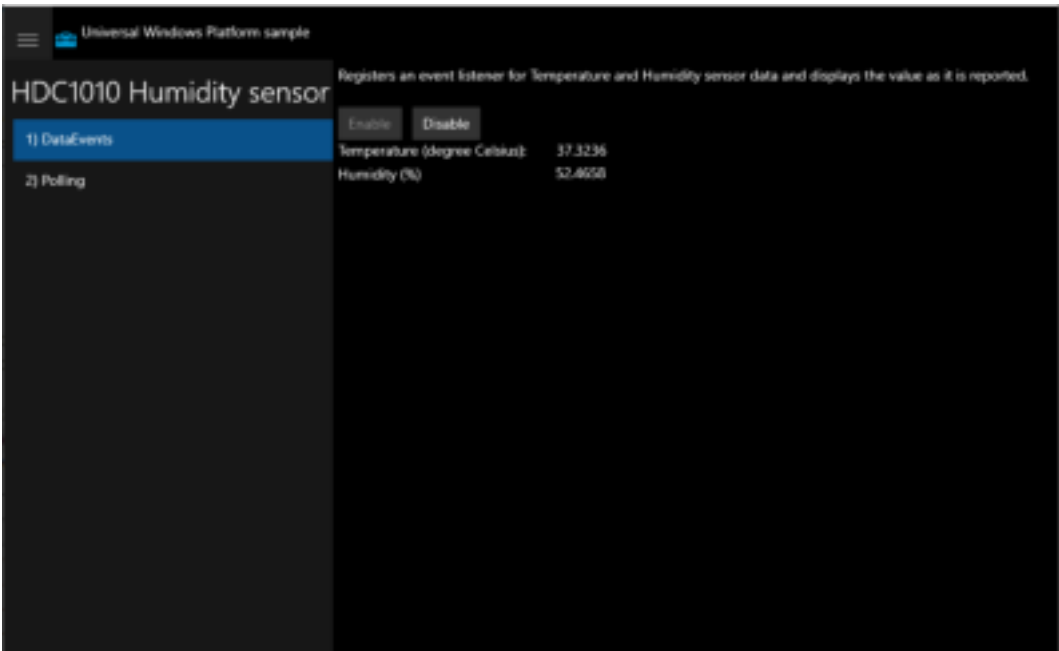 Universal Windows Platform sample
HDC1010 Humidity sensor
1) DataEvents
2) Polling
Registers an event listener for Temperature and Humidity sensor data and displays the value as it is reported.
Enable Disable
Temperature (degree Celsius): 37.3236
Humidity (%) 52.4658